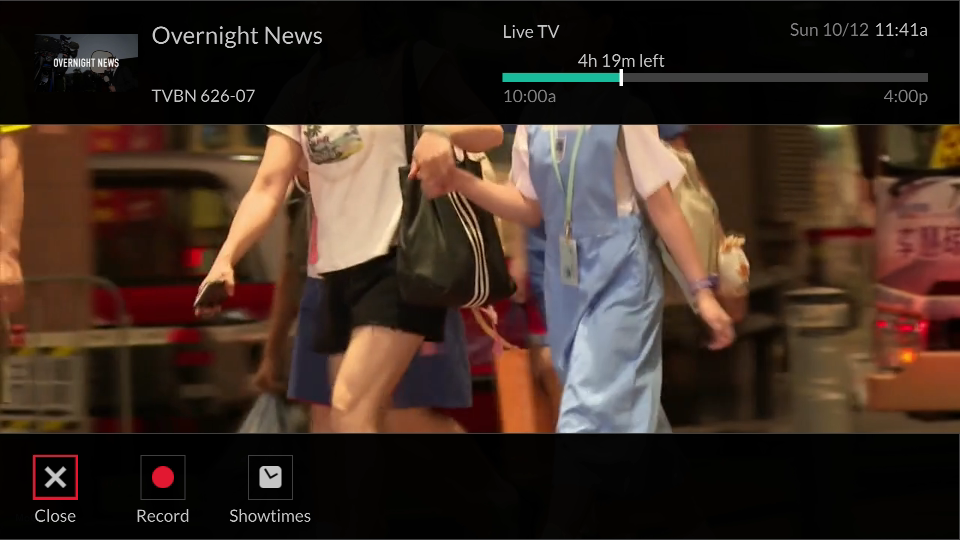 OVERNIGHT NEWS
Overnight News
TVBN 626-07
Live TV
Sun 10/12 11:41a
4h 19m left
10:00a
4:00p
Close
Record
Showtimes